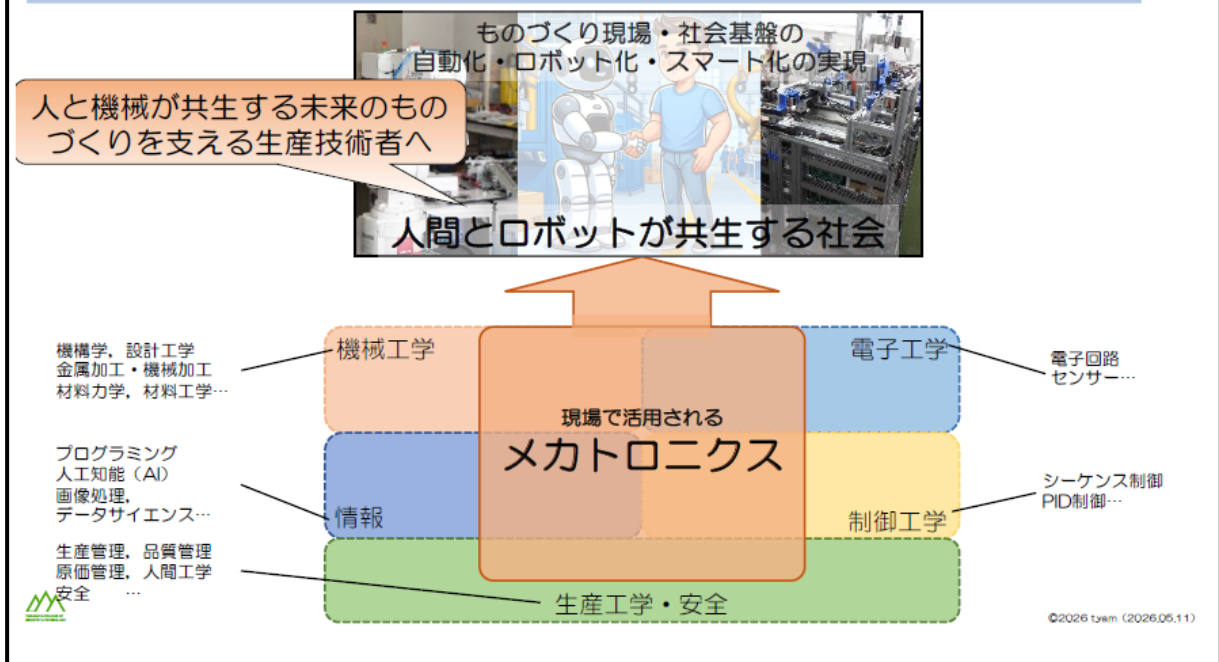 ものづくり現場・社会基盤の
自動化・ロボット化・スマート化の実現
人と機械が共生する未来のもの
づくりを支える生産技術者へ
人間とロボットが共生する社会
機械工学
機構学，設計工学
金属加工・機械加工
材料力学，材料工学…
電子工学
電子回路
センサー…
現場で活用される
メカトロニクス
プログラミング
人工知能（AI）
画像処理，
データサイエンス…
情報
シーケンス制御
PID制御…
制御工学
生産管理，品質管理
原価管理，人間工学
安全　…
生産工学・安全
©2026 tyam（2026.05.11）